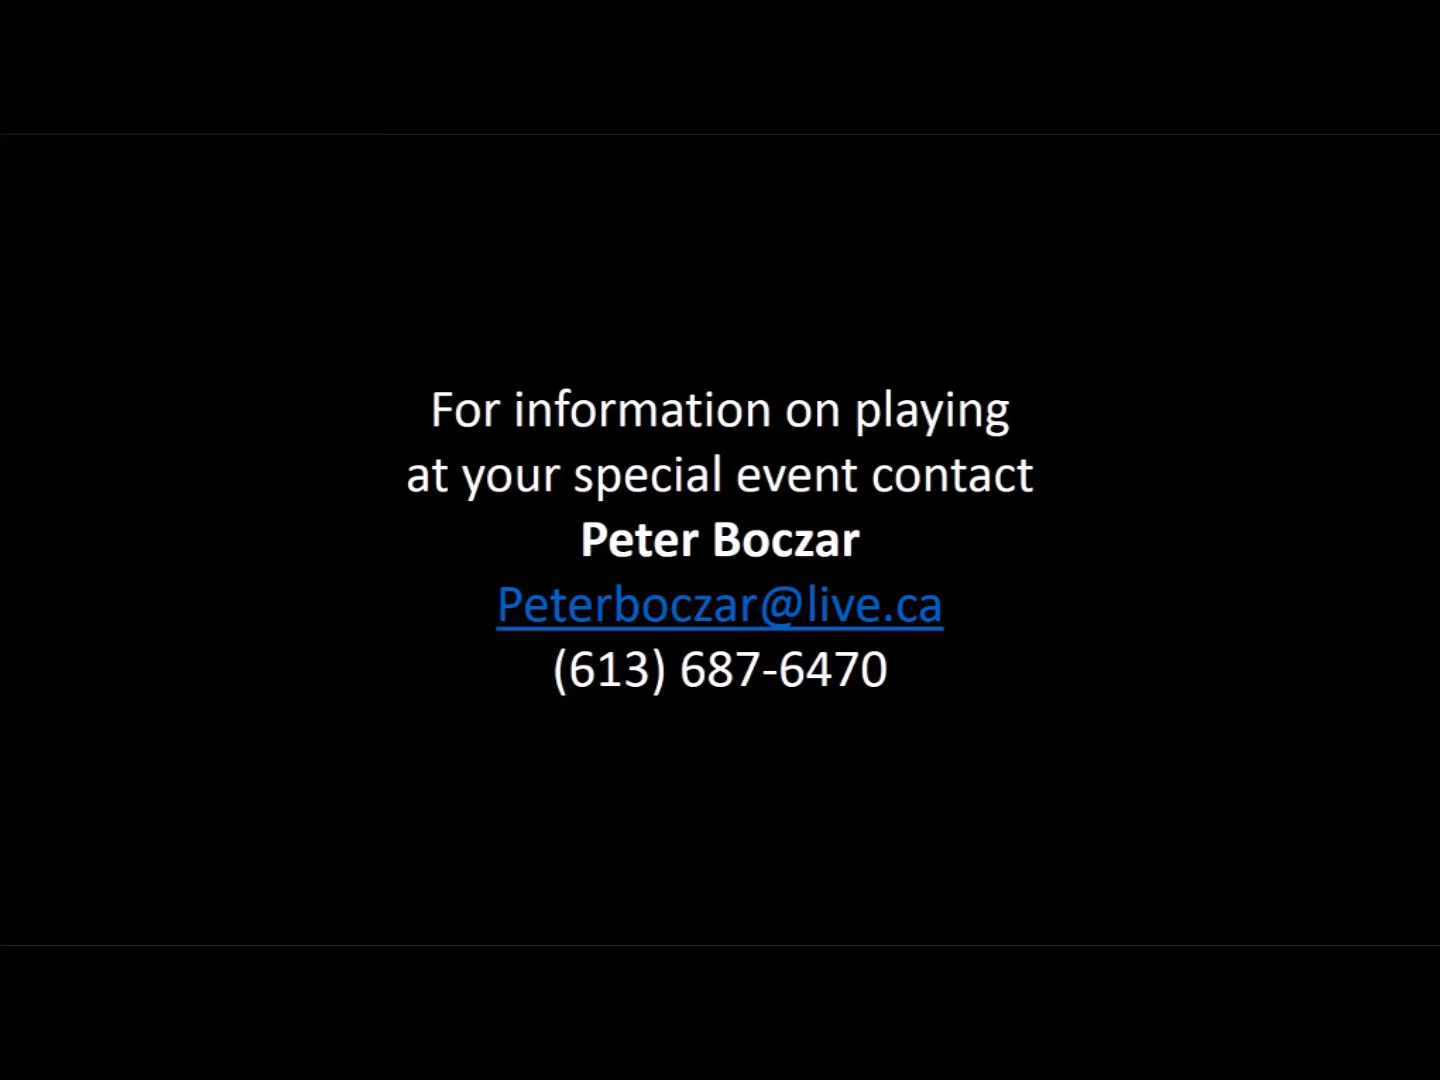 For information on playing
at your special event contact
Peter Boczar
Peterboczar@live.ca
(613) 687-6470